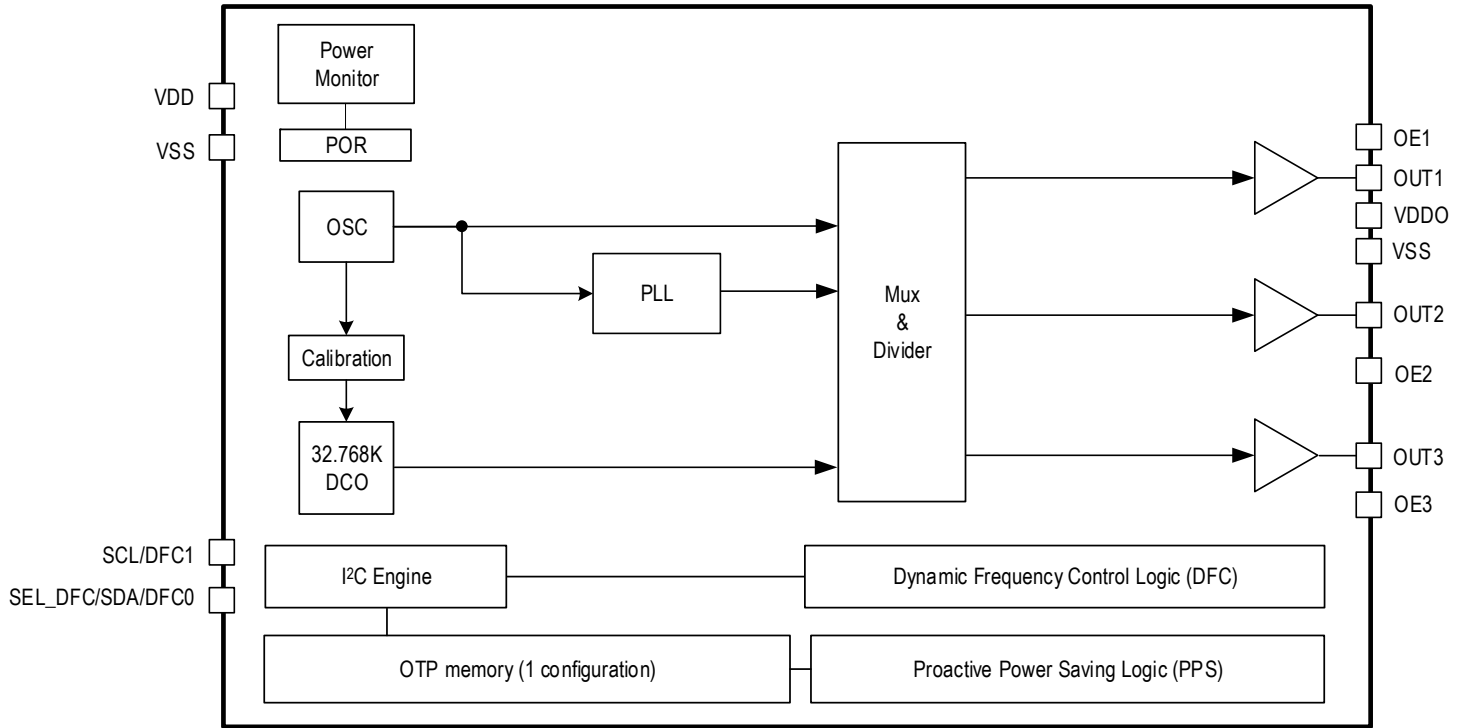 Power
Monitor
VDD
VSS
POR
OE1
OUT1
VDDO
VSS
OSC
PLL
Mux
&
Divider
OUT2
Calibration
OE2
32.768K
DCO
OUT3
OE3
SCL/DFC1
SEL_DFC/SDA/DFC0
I²C Engine
Dynamic Frequency Control Logic (DFC)
OTP memory (1 configuration)
Proactive Power Saving Logic (PPS)